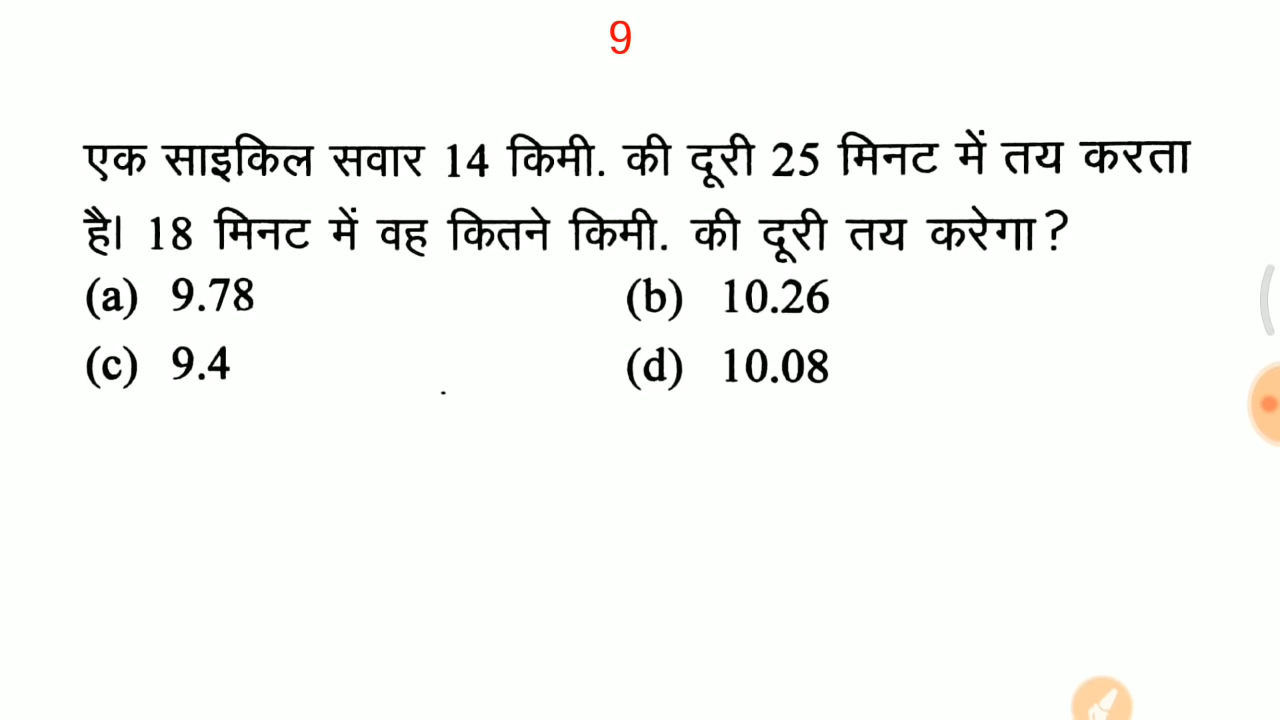 9
एक साइकिल सवार 14 किमी. की दूरी 25 मिनट में तय करता
है। 18 मिनट में वह कितने किमी. की दूरी तय करेगा?
(a) 9.78 (b) 10.26
(c) 9.4 (d) 10.08